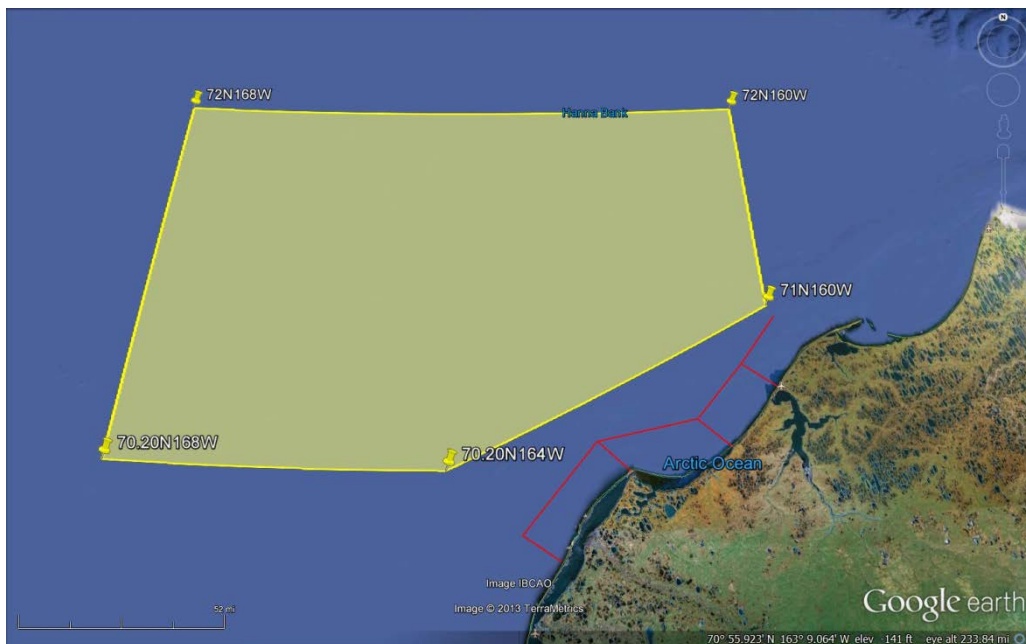 N
72N168W
72N160W
Hanna Bank
71N160W
70.20N168W
70.20N164W
Arctic Ocean
Image IBCAO
Image © 2013 TerraMetrics
Google earth
52 mi
70° 55.923' N 163° 9.064' W elev -141 ft eye alt 233.84 mi